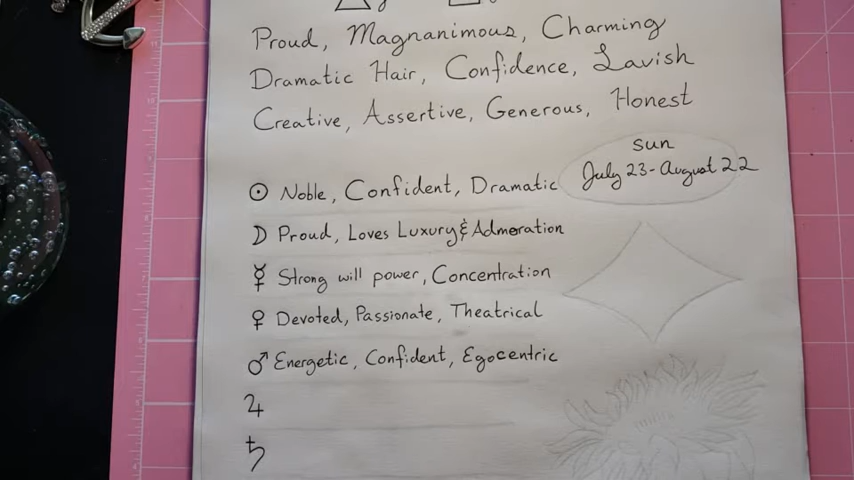 Proud, Magnanimous, Charming
Dramatic Hair, Confidence, Lavish
Creative, Assertive, Generous, Honest
Sun
July 23-August 22
☉ Noble, Confident, Dramatic
☽ Proud, Loves Luxury & Admoration
☿ Strong will power, Concentration
♀ Devoted, Passionate, Theatrical
♂ Energetic, Confident, Egocentric
♃
♄